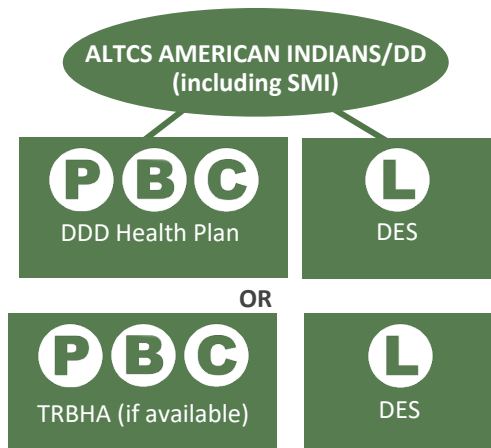 ALTCS AMERICAN INDIANS/DD
(including SMI)
P B C
DDD Health Plan
L
DES
OR
P B C
TRBHA (if available)
L
DES